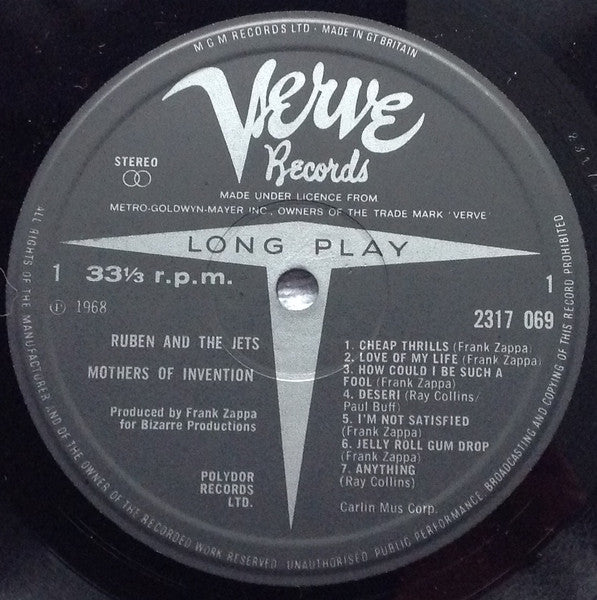 M G M RECORDS LTD · MADE IN GT BRITAIN
Verve
Records
STEREO
MADE UNDER LICENCE FROM
METRO-GOLDWYN-MAYER INC., OWNERS OF THE TRADE MARK 'VERVE'
LONG PLAY
1 33⅓ r.p.m.
1
℗ 1968
2317 069
RUBEN AND THE JETS
MOTHERS OF INVENTION
Produced by Frank Zappa
for Bizarre Productions
POLYDOR
RECORDS
LTD.
1. CHEAP THRILLS (Frank Zappa)
2. LOVE OF MY LIFE (Frank Zappa)
3. HOW COULD I BE SUCH A
FOOL (Frank Zappa)
4. DESERI (Ray Collins/
Paul Buff)
5. I'M NOT SATISFIED
(Frank Zappa)
6. JELLY ROLL GUM DROP
(Frank Zappa)
7. ANYTHING
(Ray Collins)
Carlin Mus Corp.
ALL RIGHTS OF THE MANUFACTURER AND OF THE OWNER OF THE RECORDED WORK RESERVED. UNAUTHORISED PUBLIC PERFORMANCE, BROADCASTING AND COPYING OF THIS RECORD PROHIBITED